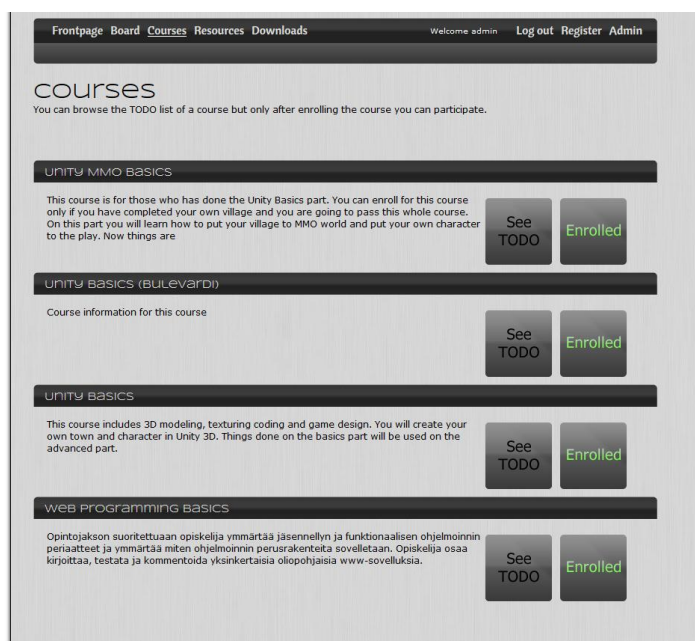 Frontpage Board Courses Resources Downloads Welcome admin Log out Register Admin
courses
You can browse the TODO list of a course but only after enrolling the course you can participate.
Unity MMO Basics
This course is for those who has done the Unity Basics part. You can enroll for this course
only if you have completed your own village and you are going to pass this whole course.
On this part you will learn how to put your village to MMO world and put your own character
to the play. Now things are
See
TODO
Enrolled
Unity Basics (Bulevardi)
Course information for this course
See
TODO
Enrolled
Unity Basics
This course includes 3D modeling, texturing coding and game design. You will create your
own town and character in Unity 3D. Things done on the basics part will be used on the
advanced part.
See
TODO
Enrolled
Web Programming Basics
Opintojakson suoritettuaan opiskelija ymmärtää jäsennellyn ja funktionaalisen ohjelmoinnin
periaatteet ja ymmärtää miten ohjelmoinnin perusrakenteita sovelletaan. Opiskelija osaa
kirjoittaa, testata ja kommentoida yksinkertaisia oliopohjaisia www-sovelluksia.
See
TODO
Enrolled